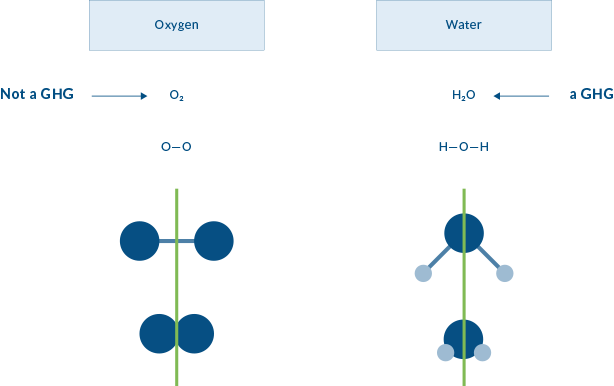 Oxygen
Water
Not a GHG
O₂
H₂O
a GHG
O—O
H—O—H